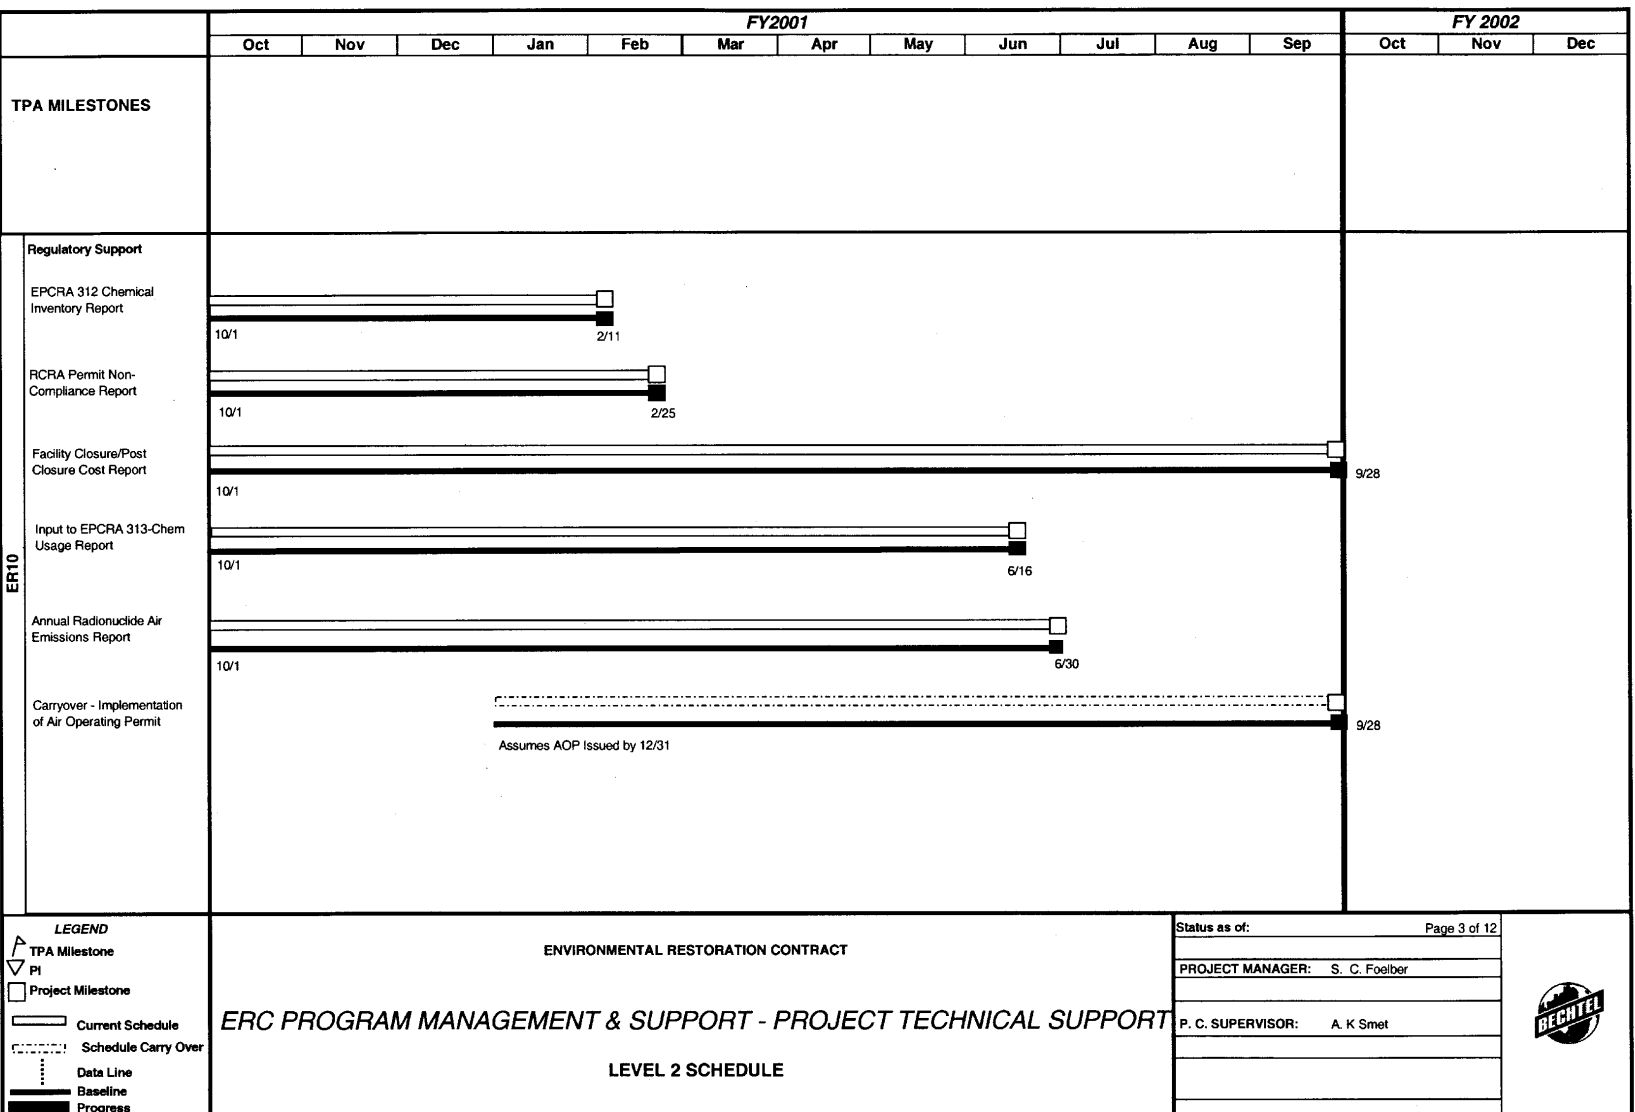 FY2001
FY 2002
Oct Nov Dec Jan Feb Mar Apr May Jun Jul Aug Sep Oct Nov Dec
TPA MILESTONES
ER10
Regulatory Support
EPCRA 312 Chemical
Inventory Report
10/1
2/11
RCRA Permit Non-
Compliance Report
10/1
2/25
Facility Closure/Post
Closure Cost Report
10/1
9/28
Input to EPCRA 313-Chem
Usage Report
10/1
6/16
Annual Radionuclide Air
Emissions Report
10/1
6/30
Carryover - Implementation
of Air Operating Permit
9/28
Assumes AOP Issued by 12/31
LEGEND
TPA Milestone
PI
Project Milestone
Current Schedule
Schedule Carry Over
Data Line
Baseline
Progress
ENVIRONMENTAL RESTORATION CONTRACT
ERC PROGRAM MANAGEMENT & SUPPORT - PROJECT TECHNICAL SUPPORT
LEVEL 2 SCHEDULE
Status as of: Page 3 of 12
PROJECT MANAGER: S. C. Foelber
P. C. SUPERVISOR: A. K Smet
BECHTEL